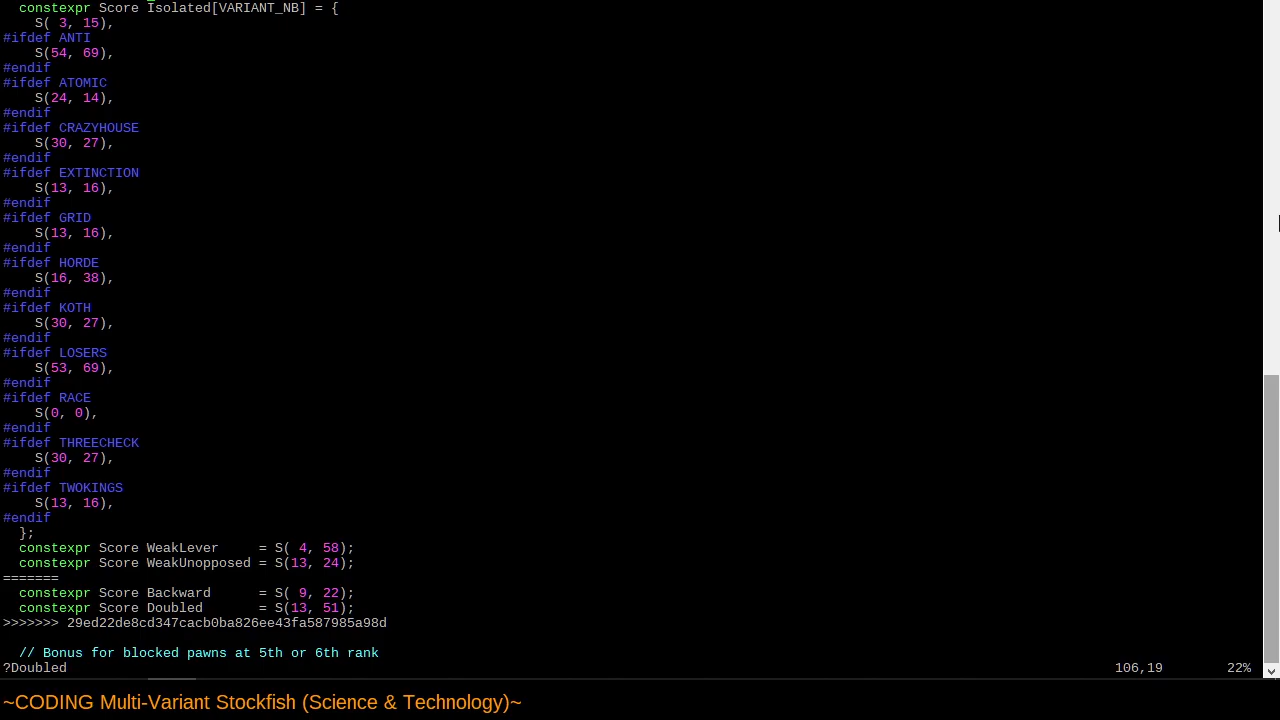 constexpr Score Isolated[VARIANT_NB] = {
S( 3, 15),
#ifdef ANTI
S(54, 69),
#endif
#ifdef ATOMIC
S(24, 14),
#endif
#ifdef CRAZYHOUSE
S(30, 27),
#endif
#ifdef EXTINCTION
S(13, 16),
#endif
#ifdef GRID
S(13, 16),
#endif
#ifdef HORDE
S(16, 38),
#endif
#ifdef KOTH
S(30, 27),
#endif
#ifdef LOSERS
S(53, 69),
#endif
#ifdef RACE
S(0, 0),
#endif
#ifdef THREECHECK
S(30, 27),
#endif
#ifdef TWOKINGS
S(13, 16),
#endif
};
constexpr Score WeakLever     = S( 4, 58);
constexpr Score WeakUnopposed = S(13, 24);
=======
constexpr Score Backward      = S( 9, 22);
constexpr Score Doubled       = S(13, 51);
>>>>>>> 29ed22de8cd347cacb0ba826ee43fa587985a98d
// Bonus for blocked pawns at 5th or 6th rank
?Doubled 106,19 22%
~CODING Multi-Variant Stockfish (Science & Technology)~